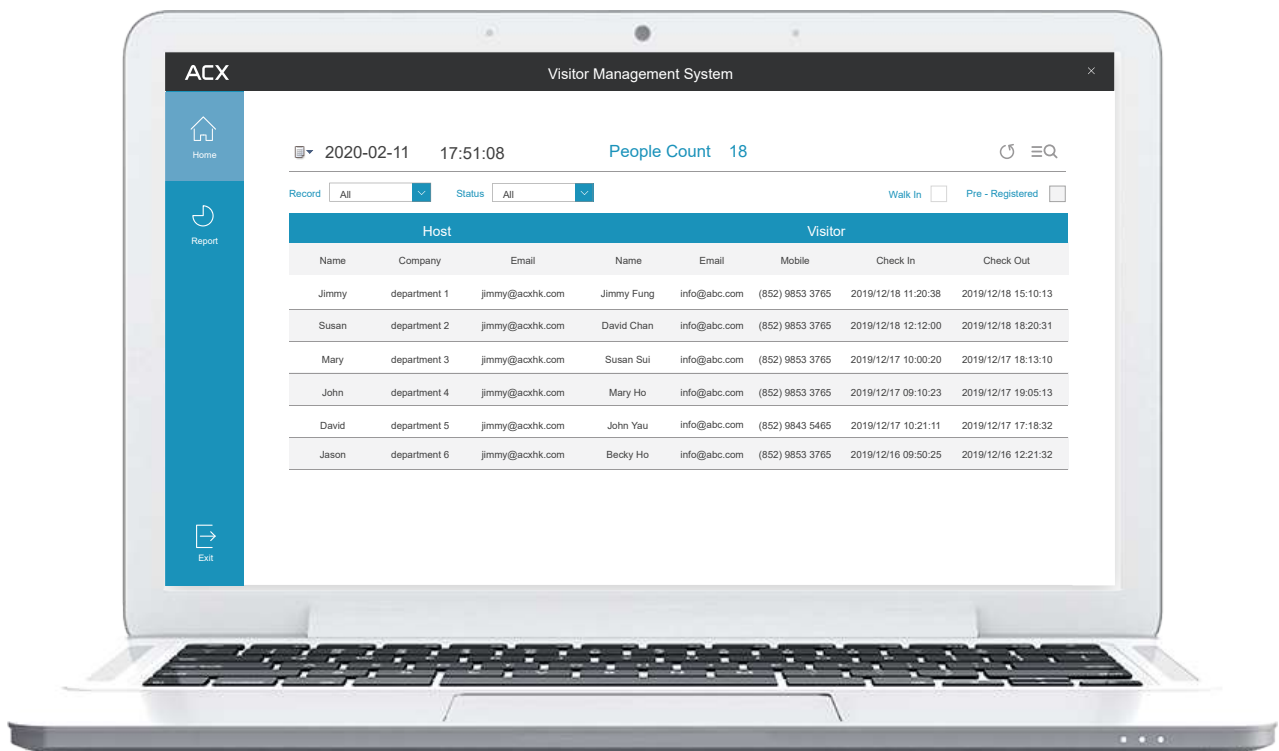 ACX Visitor Management System ×
Home
2020-02-11 17:51:08 People Count 18
Record All Status All Walk In Pre - Registered
Report
Host Visitor
Name Company Email Name Email Mobile Check In Check Out
Jimmy department 1 jimmy@acxhk.com Jimmy Fung info@abc.com (852) 9853 3765 2019/12/18 11:20:38 2019/12/18 15:10:13
Susan department 2 jimmy@acxhk.com David Chan info@abc.com (852) 9853 3765 2019/12/18 12:12:00 2019/12/18 18:20:31
Mary department 3 jimmy@acxhk.com Susan Sui info@abc.com (852) 9853 3765 2019/12/17 10:00:20 2019/12/17 18:13:10
John department 4 jimmy@acxhk.com Mary Ho info@abc.com (852) 9853 3765 2019/12/17 09:10:23 2019/12/17 19:05:13
David department 5 jimmy@acxhk.com John Yau info@abc.com (852) 9843 5465 2019/12/17 10:21:11 2019/12/17 17:18:32
Jason department 6 jimmy@acxhk.com Becky Ho info@abc.com (852) 9853 3765 2019/12/16 09:50:25 2019/12/16 12:21:32
Exit